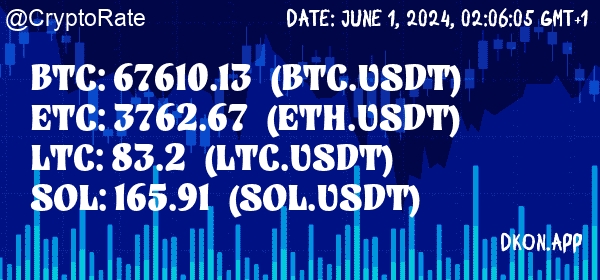 @CryptoRate
DATE: JUNE 1, 2024, 02:06:05 GMT+1
BTC: 67610.13 (BTC.USDT)
ETC: 3762.67 (ETH.USDT)
LTC: 83.2 (LTC.USDT)
SOL: 165.91 (SOL.USDT)
DKON.APP